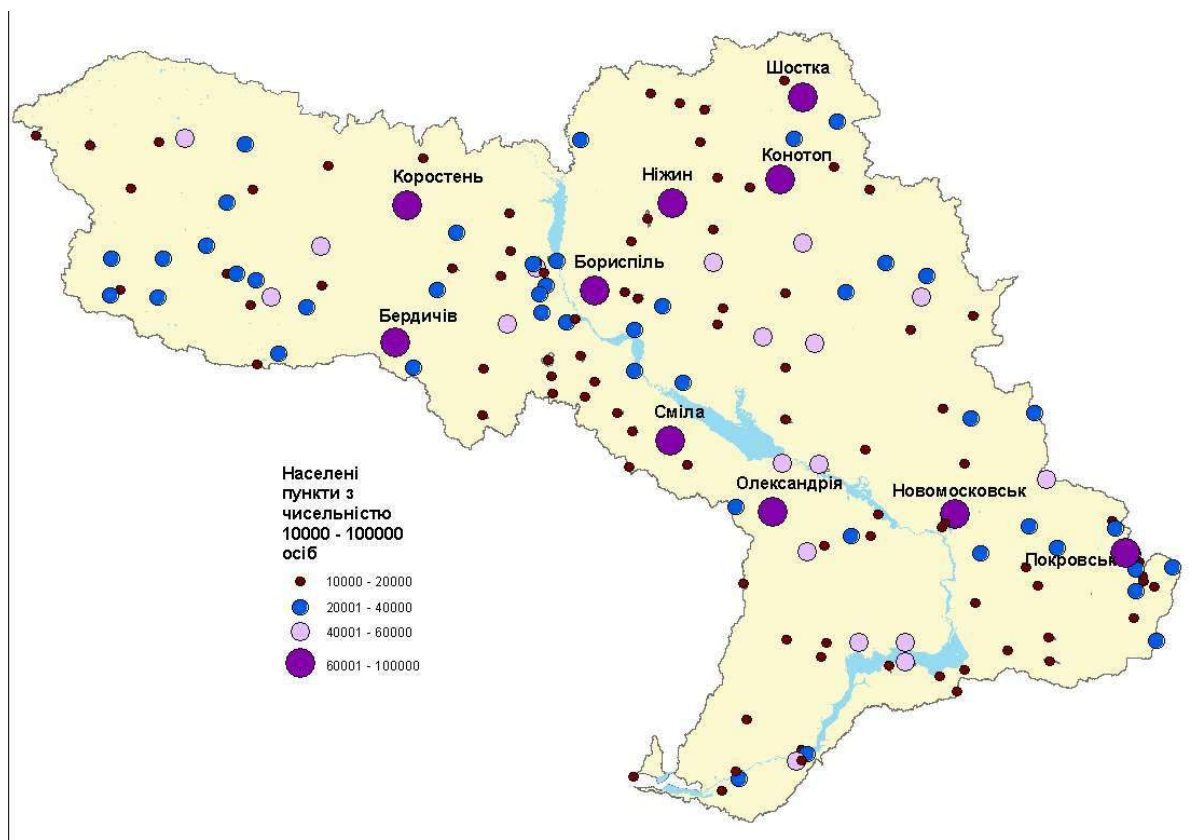 Шостка
Конотоп
Ніжин
Коростень
Бориспіль
Бердичів
Сміла
Олександрія
Новомосковськ
Покровськ
Населені
пункти з
чисельністю
10000 - 100000
осіб
10000 - 20000
20001 - 40000
40001 - 60000
60001 - 100000